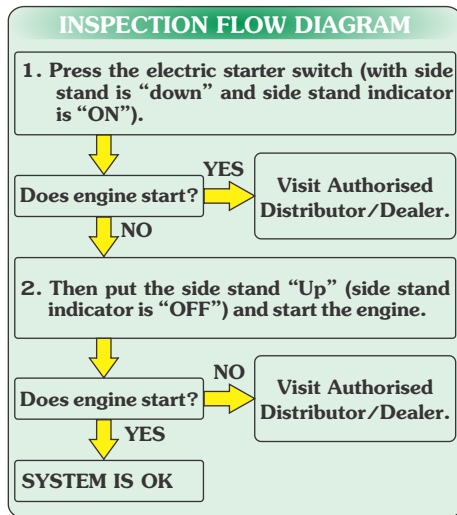 INSPECTION FLOW DIAGRAM
1. Press the electric starter switch (with side
stand is “down” and side stand indicator
is “ON”).
YES
Does engine start?
Visit Authorised
Distributor/Dealer.
NO
2. Then put the side stand “Up” (side stand
indicator is “OFF”) and start the engine.
NO
Does engine start?
Visit Authorised
Distributor/Dealer.
YES
SYSTEM IS OK